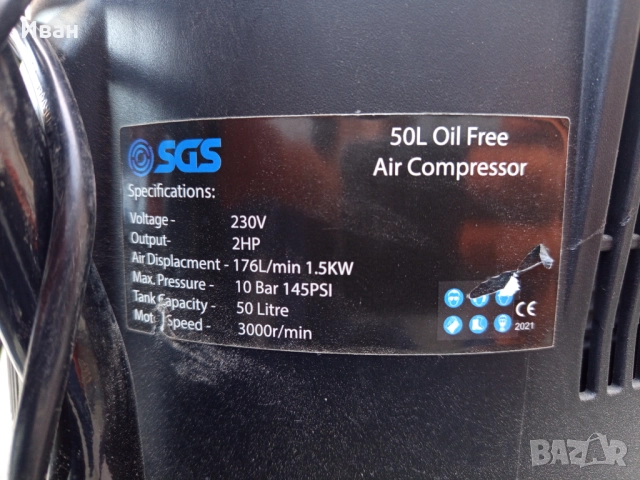 Иван
SGS
50L Oil Free
Air Compressor
Specifications:
Voltage - 230V
Output- 2HP
Air Displacment - 176L/min 1.5KW
Max. Pressure - 10 Bar 145PSI
Tank Capacity - 50 Litre
Motor Speed - 3000r/min
CE
2021
BAZAR